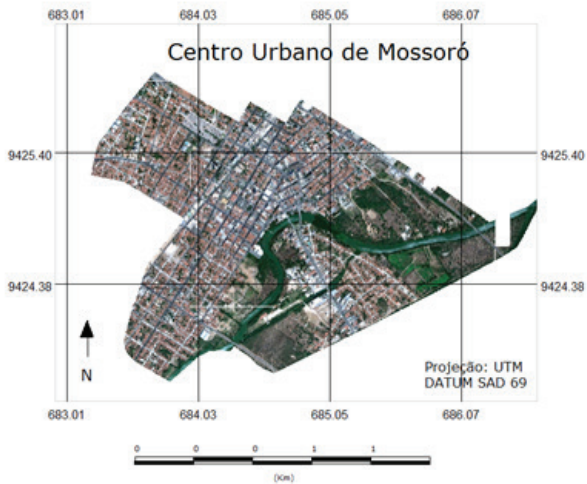 683.01 684.03 685.05 686.07
Centro Urbano de Mossoró
9425.40 9425.40
9424.38 9424.38
N
Projeção: UTM
DATUM SAD 69
683.01 684.03 685.05 686.07
0 0 0 1 1
(Km)